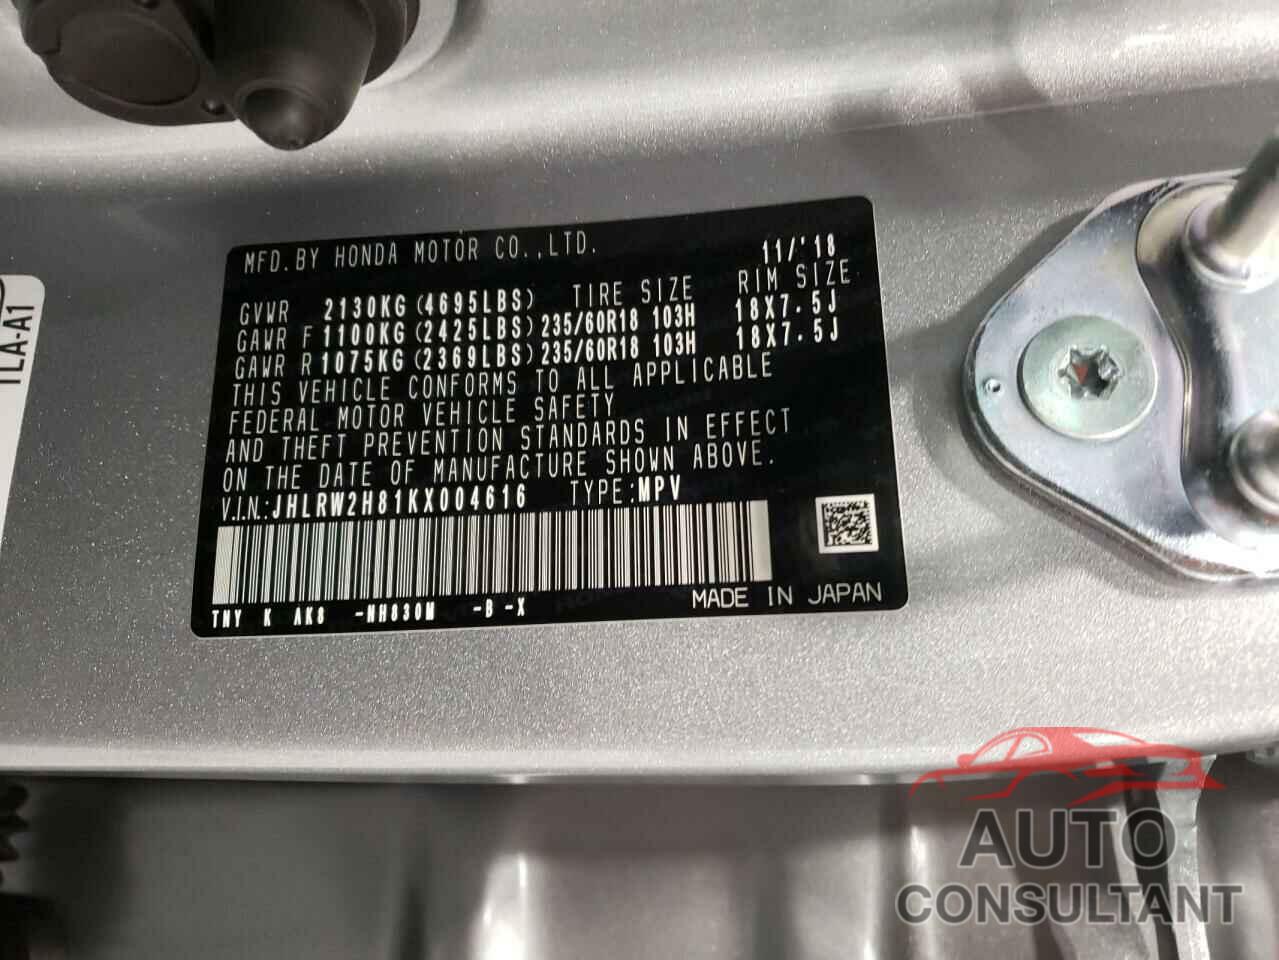 MFD.BY HONDA MOTOR CO.,LTD. 11/'18
GVWR 2130KG (4695LBS) TIRE SIZE RIM SIZE
GAWR F 1100KG (2425LBS) 235/60R18 103H 18X7.5J
GAWR R 1075KG (2369LBS) 235/60R18 103H 18X7.5J
THIS VEHICLE CONFORMS TO ALL APPLICABLE
FEDERAL MOTOR VEHICLE SAFETY
AND THEFT PREVENTION STANDARDS IN EFFECT
ON THE DATE OF MANUFACTURE SHOWN ABOVE.
V.I.N.:JHLRW2H81KX004616 TYPE:MPV
TNY K AK8 -NH830M -B -X MADE IN JAPAN
TLA-A1
AUTO
CONSULTANT